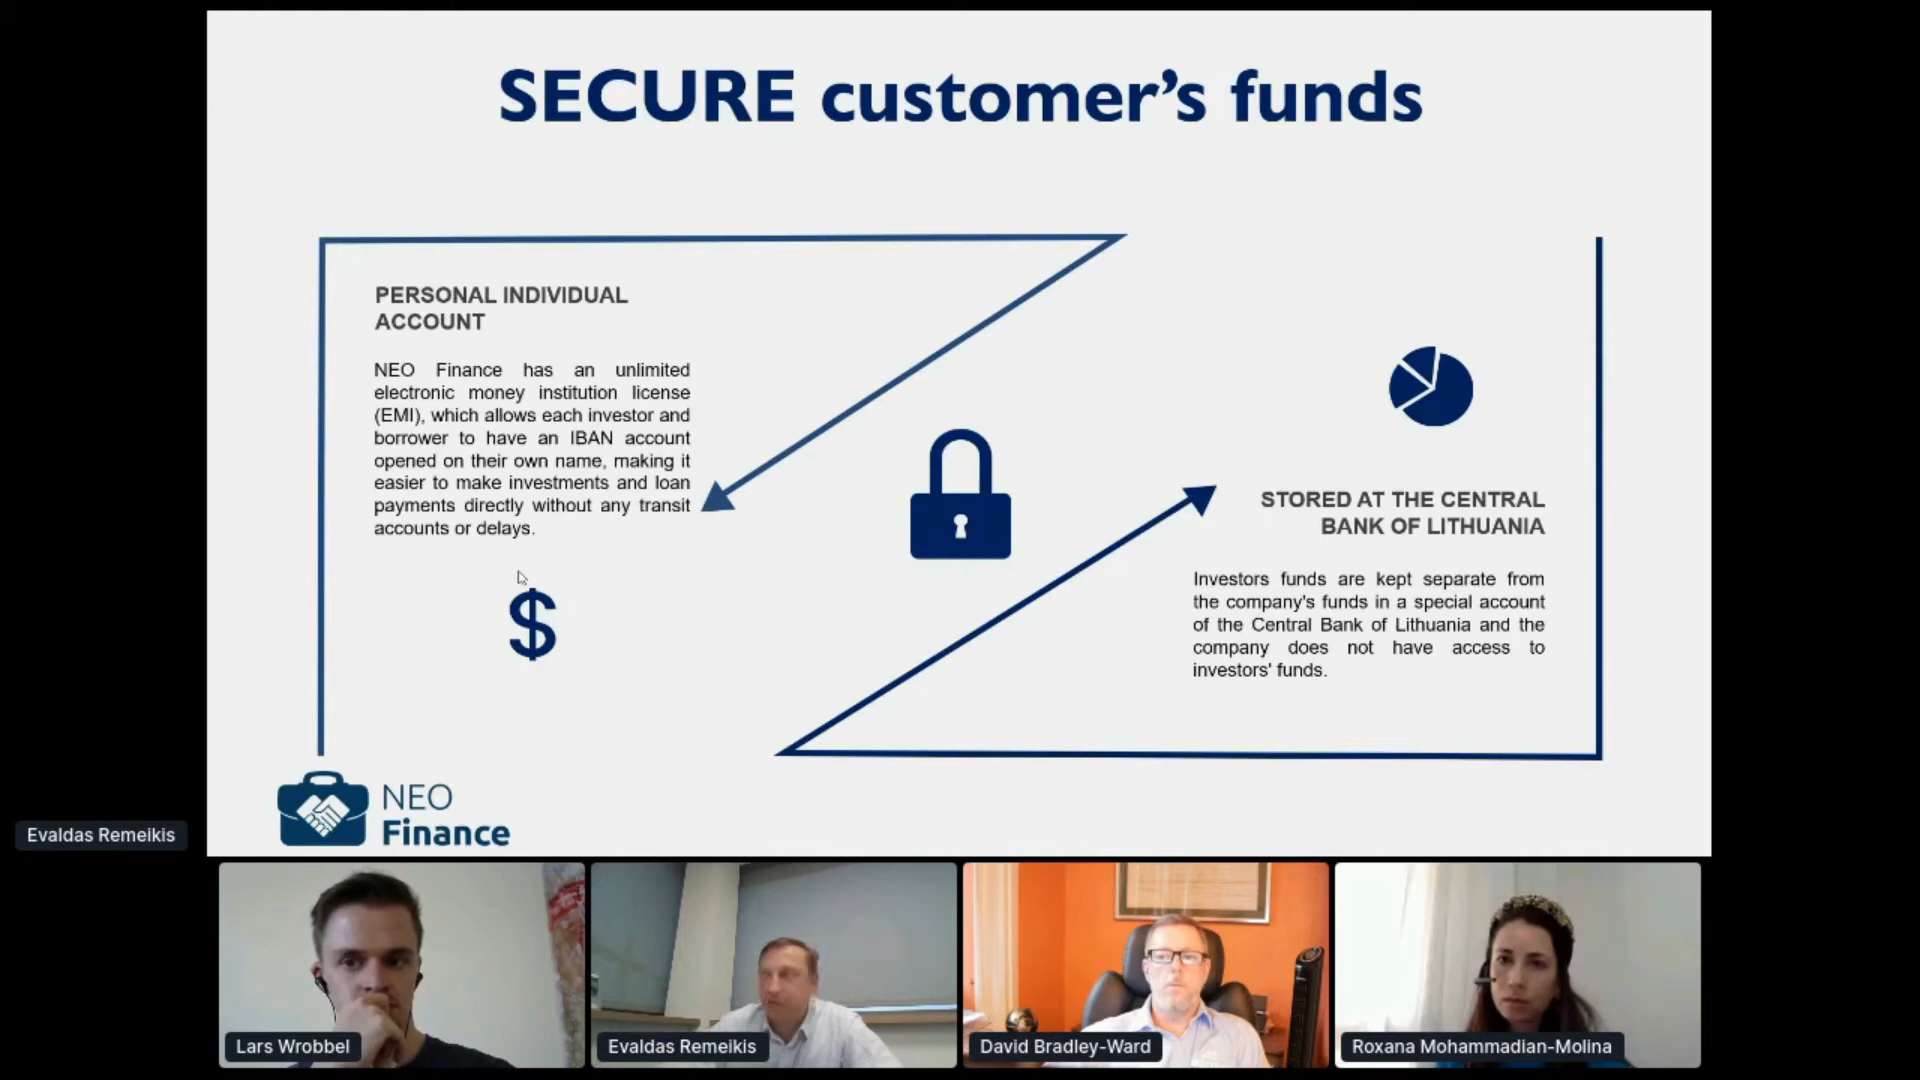 SECURE customer’s funds
PERSONAL INDIVIDUAL
ACCOUNT
NEO Finance has an unlimited
electronic money institution license
(EMI), which allows each investor and
borrower to have an IBAN account
opened on their own name, making it
easier to make investments and loan
payments directly without any transit
accounts or delays.
$
STORED AT THE CENTRAL
BANK OF LITHUANIA
Investors funds are kept separate from
the company's funds in a special account
of the Central Bank of Lithuania and the
company does not have access to
investors' funds.
NEO
Finance
Evaldas Remeikis
Lars Wrobbel
Evaldas Remeikis
David Bradley-Ward
Roxana Mohammadian-Molina